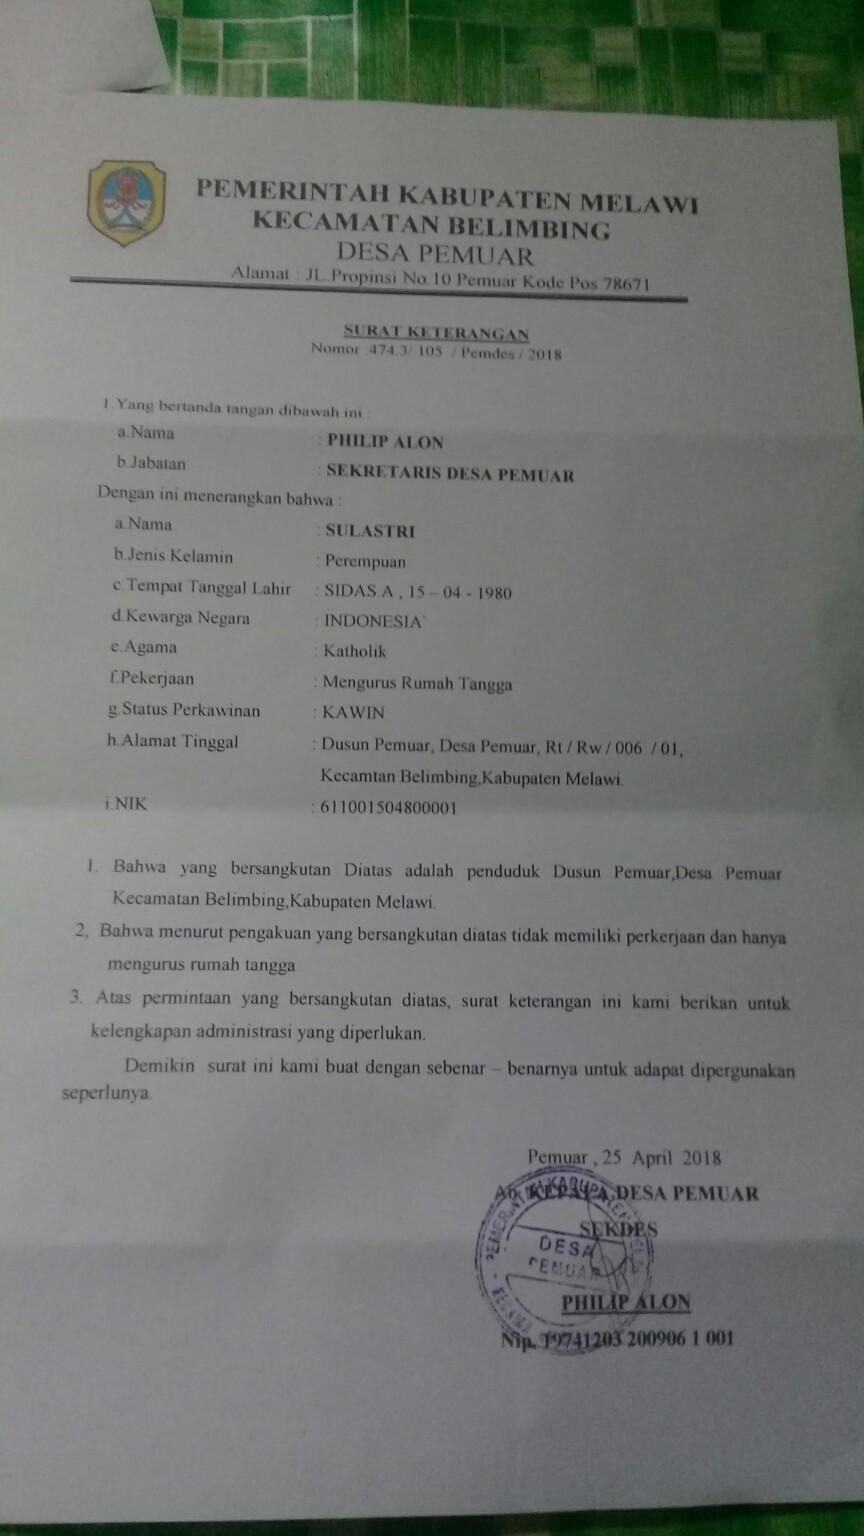 PEMERINTAH KABUPATEN MELAWI
KECAMATAN BELIMBING
DESA PEMUAR
Alamat : JL.Propinsi No.10 Pemuar Kode Pos 78671
SURAT KETERANGAN
Nomor :474.3/ 105 / Pemdes / 2018
1.Yang bertanda tangan dibawah ini :
a.Nama : PHILIP ALON
b.Jabatan : SEKRETARIS DESA PEMUAR
Dengan ini menerangkan bahwa :
a.Nama : SULASTRI
b.Jenis Kelamin : Perempuan
c.Tempat Tanggal Lahir : SIDAS.A , 15 – 04 - 1980
d.Kewarga Negara : INDONESIA`
e.Agama : Katholik
f.Pekerjaan : Mengurus Rumah Tangga
g.Status Perkawinan : KAWIN
h.Alamat Tinggal : Dusun Pemuar, Desa Pemuar, Rt / Rw / 006 / 01,
Kecamtan Belimbing,Kabupaten Melawi.
i.NIK : 611001504800001
1. Bahwa yang bersangkutan Diatas adalah penduduk Dusun Pemuar,Desa Pemuar
Kecamatan Belimbing,Kabupaten Melawi.
2, Bahwa menurut pengakuan yang bersangkutan diatas tidak memiliki perkerjaan dan hanya
mengurus rumah tangga
3. Atas permintaan yang bersangkutan diatas, surat keterangan ini kami berikan untuk
kelengkapan administrasi yang diperlukan.
Demikin surat ini kami buat dengan sebenar – benarnya untuk adapat dipergunakan
seperlunya.
Pemuar , 25 April 2018
An. KEPALA DESA PEMUAR
SEKDES
DESA
PEMUAR
PHILIP ALON
Nip. 19741203 200906 1 001